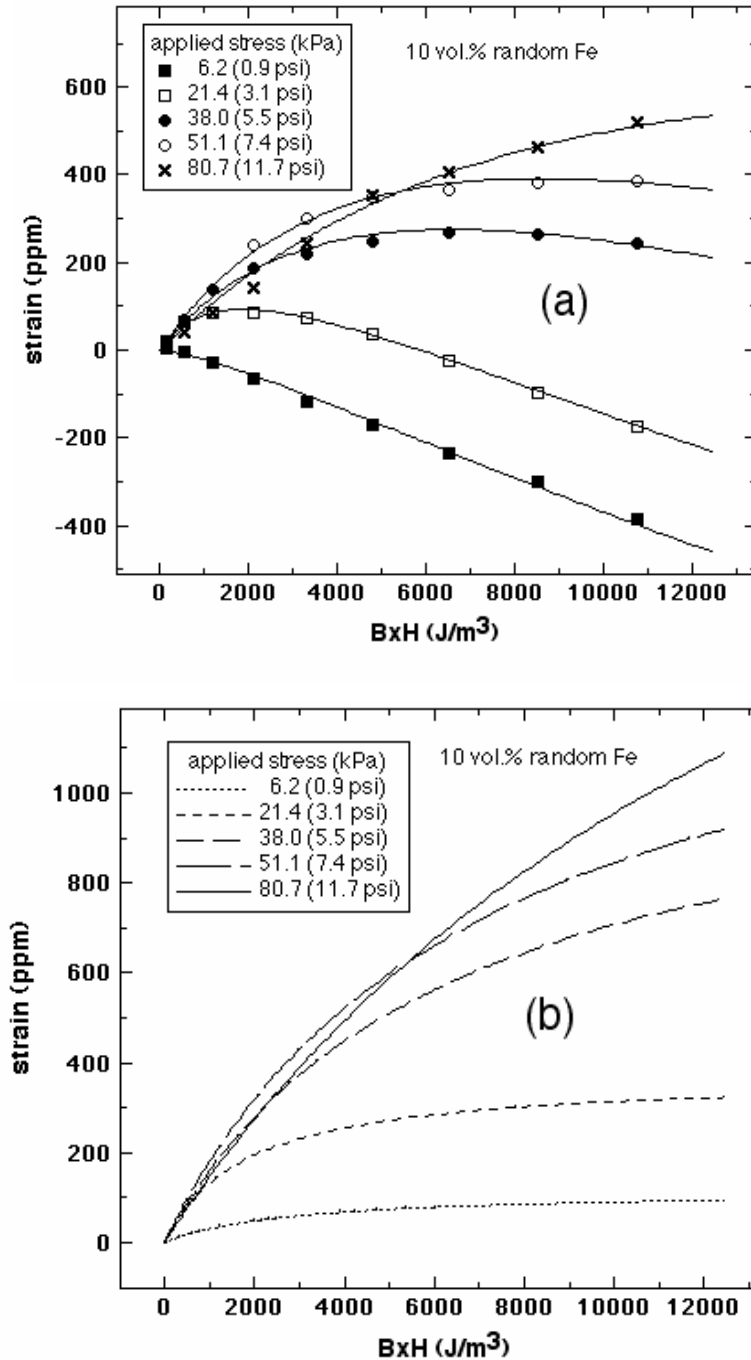 applied stress (kPa)
10 vol.% random Fe
6.2 (0.9 psi)
21.4 (3.1 psi)
38.0 (5.5 psi)
51.1 (7.4 psi)
80.7 (11.7 psi)
600
400
200
0
-200
-400
strain (ppm)
(a)
0 2000 4000 6000 8000 10000 12000
BxH (J/m³)
applied stress (kPa)
10 vol.% random Fe
6.2 (0.9 psi)
21.4 (3.1 psi)
38.0 (5.5 psi)
51.1 (7.4 psi)
80.7 (11.7 psi)
1000
800
600
400
200
0
strain (ppm)
(b)
0 2000 4000 6000 8000 10000 12000
BxH (J/m³)